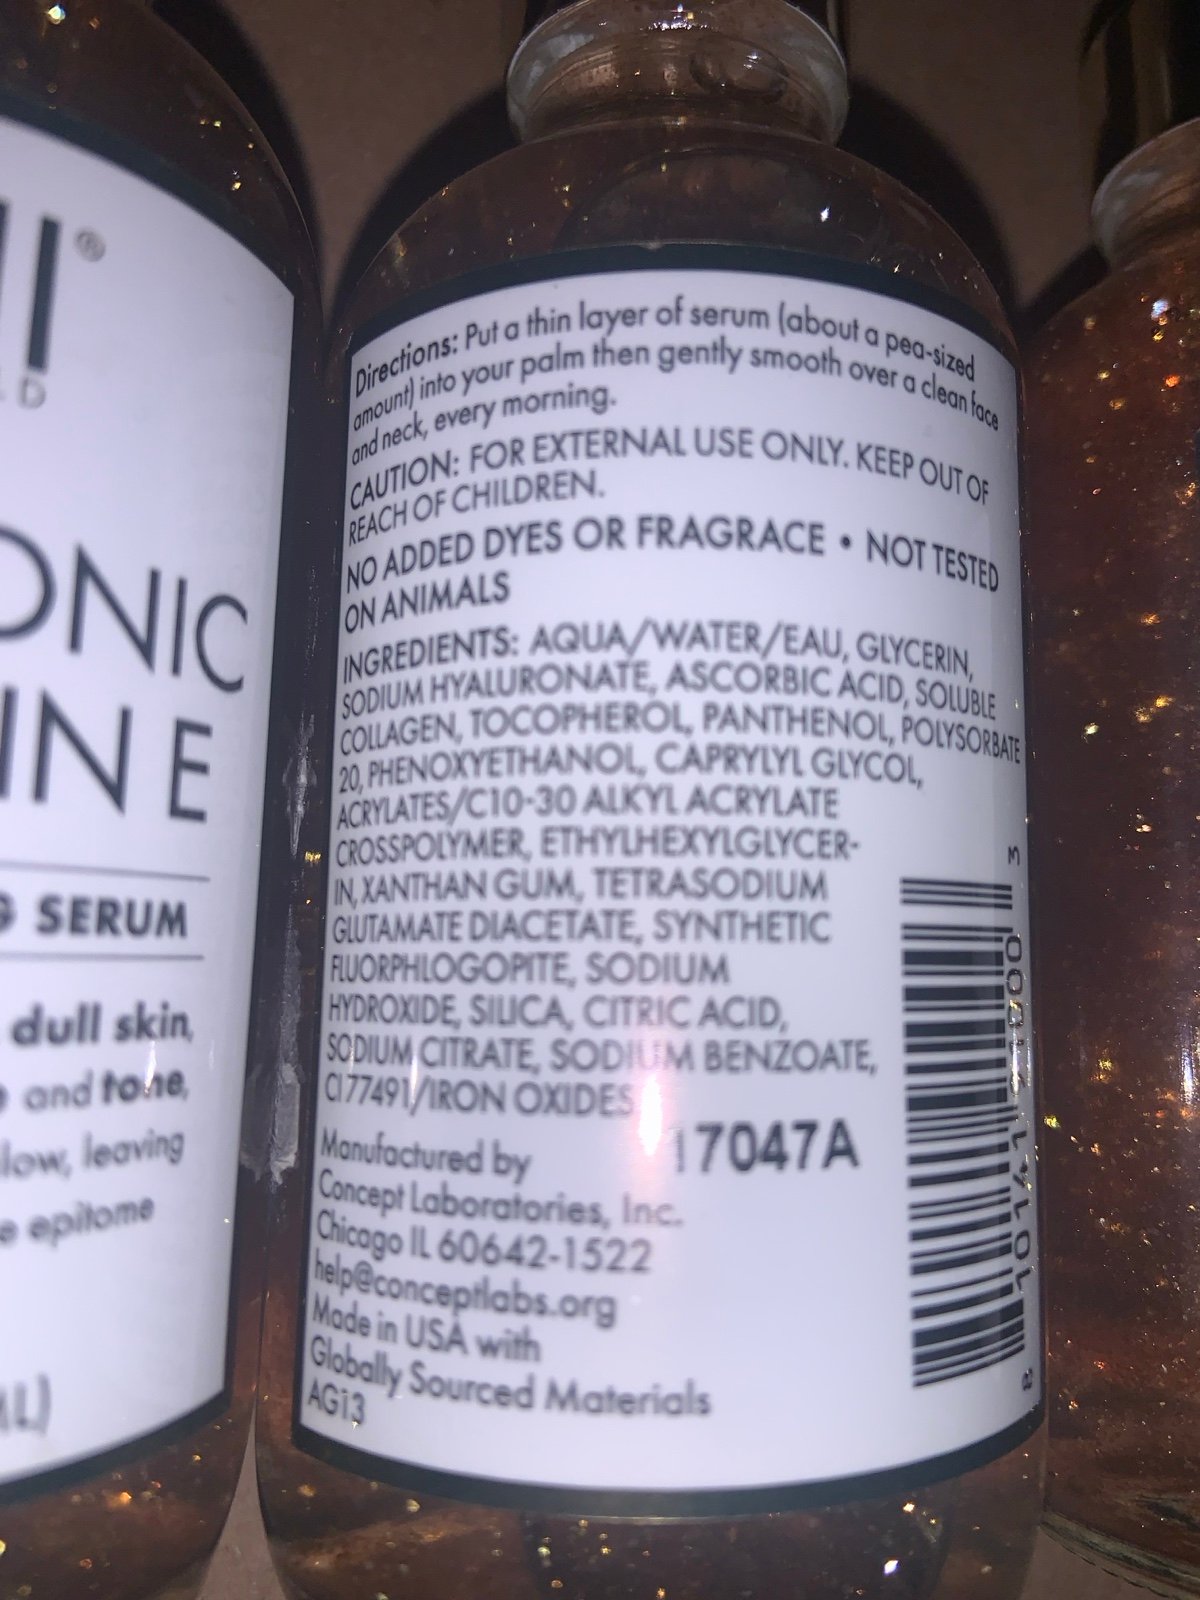 ®
ONIC
INE
SERUM
dull skin,
and tone,
leaving
epitome
Directions: Put a thin layer of serum (about a pea-sized
amount) into your palm then gently smooth over a clean face
and neck, every morning.
CAUTION: FOR EXTERNAL USE ONLY. KEEP OUT OF
REACH OF CHILDREN.
NO ADDED DYES OR FRAGRACE • NOT TESTED
ON ANIMALS
INGREDIENTS: AQUA/WATER/EAU, GLYCERIN,
SODIUM HYALURONATE, ASCORBIC ACID, SOLUBLE
COLLAGEN, TOCOPHEROL, PANTHENOL, POLYSORBATE
20, PHENOXYETHANOL, CAPRYLYL GLYCOL,
ACRYLATES/C10-30 ALKYL ACRYLATE
CROSSPOLYMER, ETHYLHEXYLGLYCER-
IN, XANTHAN GUM, TETRASODIUM
GLUTAMATE DIACETATE, SYNTHETIC
FLUORPHLOGOPITE, SODIUM
HYDROXIDE, SILICA, CITRIC ACID,
SODIUM CITRATE, SODIUM BENZOATE,
CI 77491/IRON OXIDES
17047A
Manufactured by
Concept Laboratories, Inc.
Chicago IL 60642-1522
help@conceptlabs.org
Made in USA with
Globally Sourced Materials
AG13